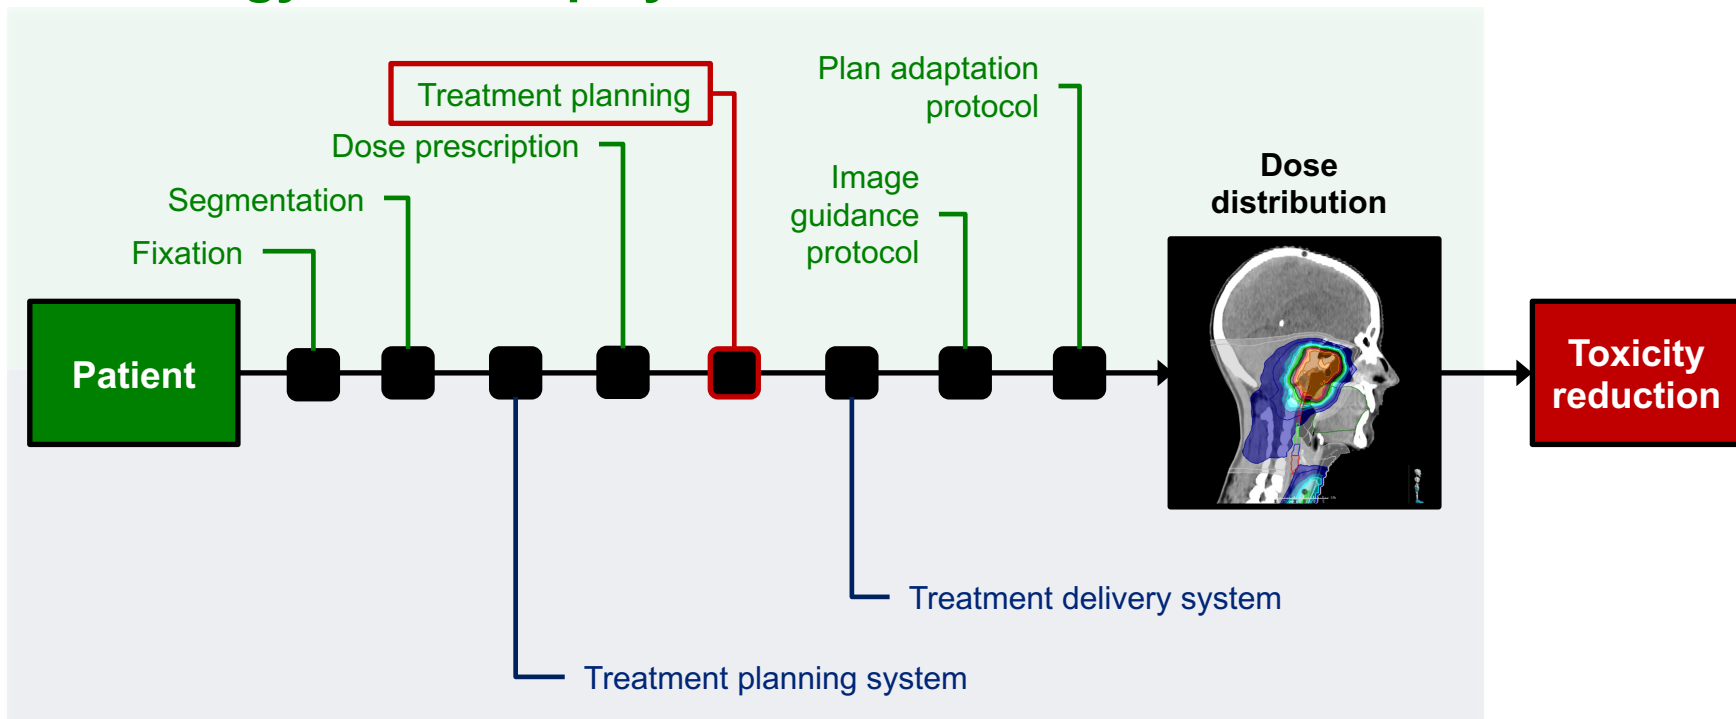 Treatment planning
Plan adaptation
protocol
Dose prescription
Segmentation
Fixation
Image
guidance
protocol
Dose
distribution
Patient
Toxicity
reduction
Treatment delivery system
Treatment planning system